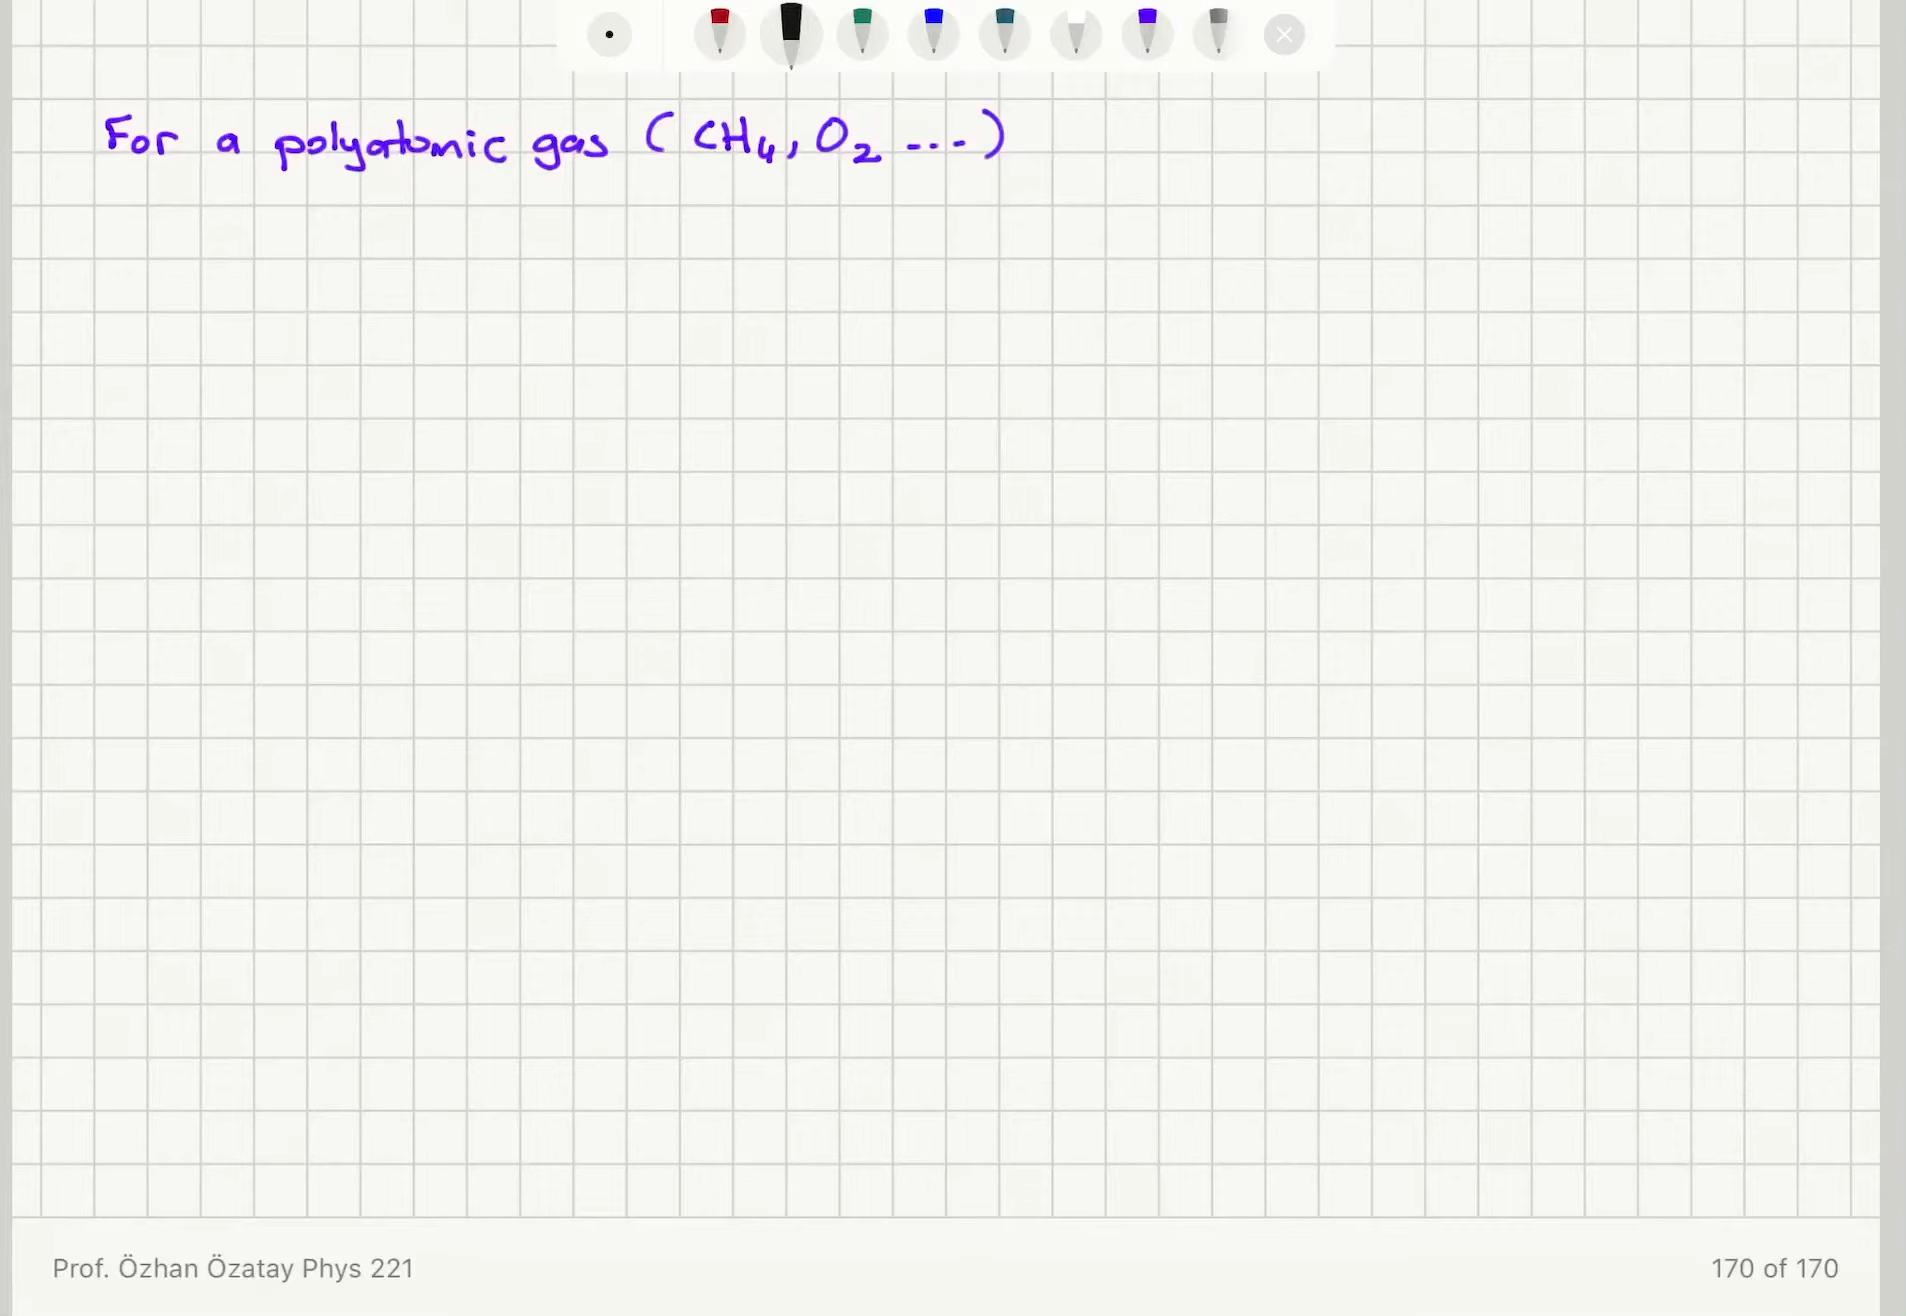 For a polyatomic gas ( CH₄, O₂ ... )
Prof. Özhan Özatay Phys 221
170 of 170